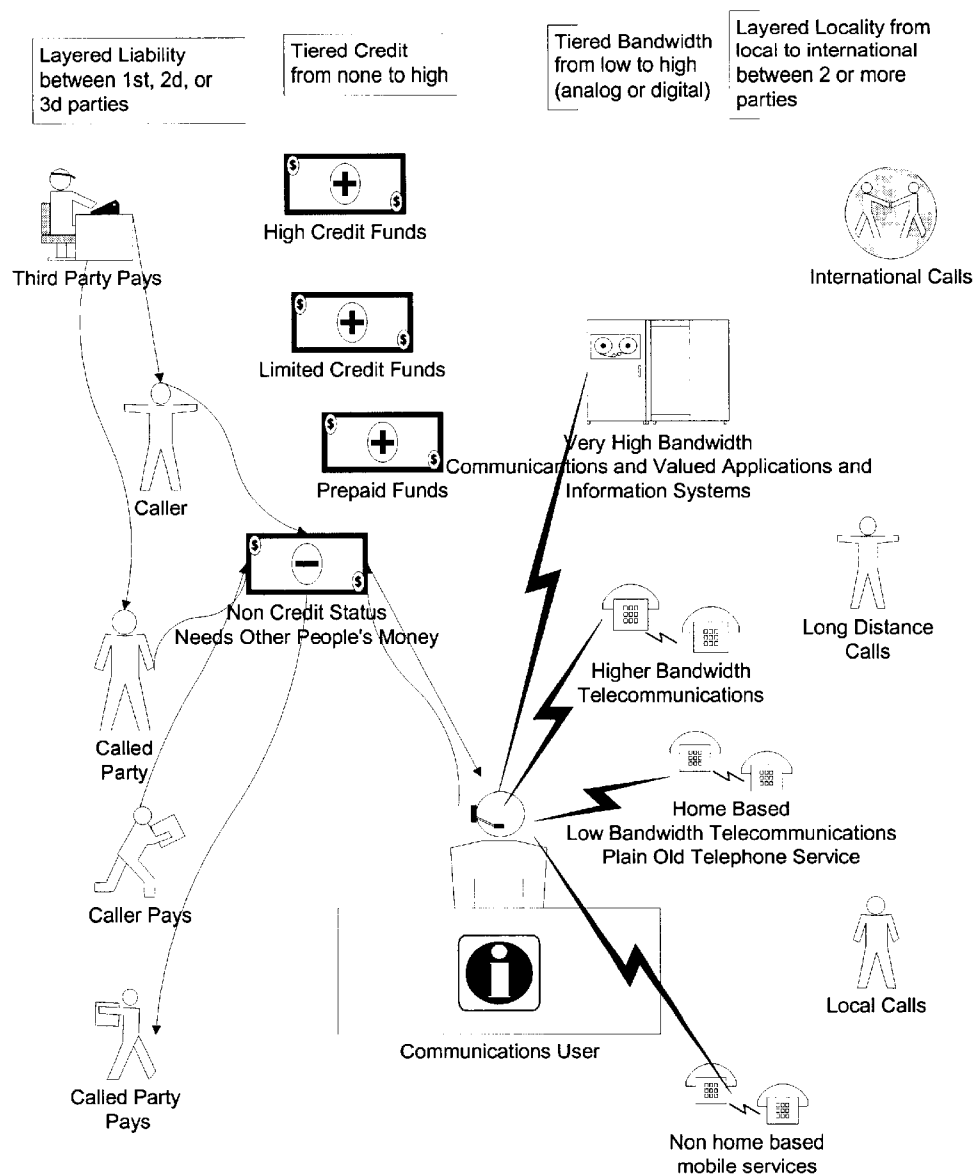 Layered Liability
between 1st, 2d, or
3d parties
Tiered Credit
from none to high
Tiered Bandwidth
from low to high
(analog or digital)
Layered Locality from
local to international
between 2 or more
parties
$
$
High Credit Funds
Third Party Pays
International Calls
$
$
Limited Credit Funds
$
$
Prepaid Funds
Very High Bandwidth
Communicantions and Valued Applications and
Information Systems
Caller
$
$
Non Credit Status
Needs Other People's Money
Long Distance
Calls
Higher Bandwidth
Telecommunications
Called
Party
Home Based
Low Bandwidth Telecommunications
Plain Old Telephone Service
Caller Pays
i
Local Calls
Communications User
Called Party
Pays
Non home based
mobile services